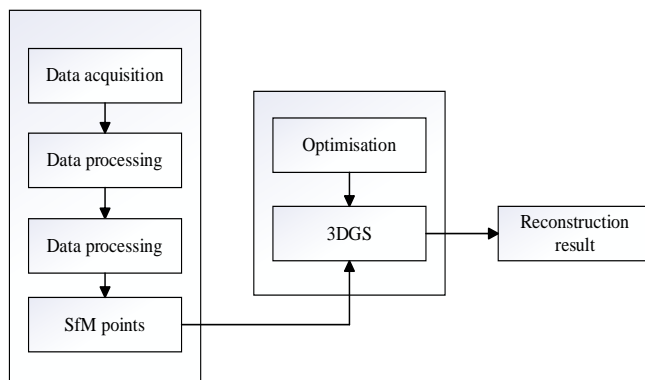 Data acquisition
Data processing
Data processing
SfM points
Optimisation
3DGS
Reconstruction
result